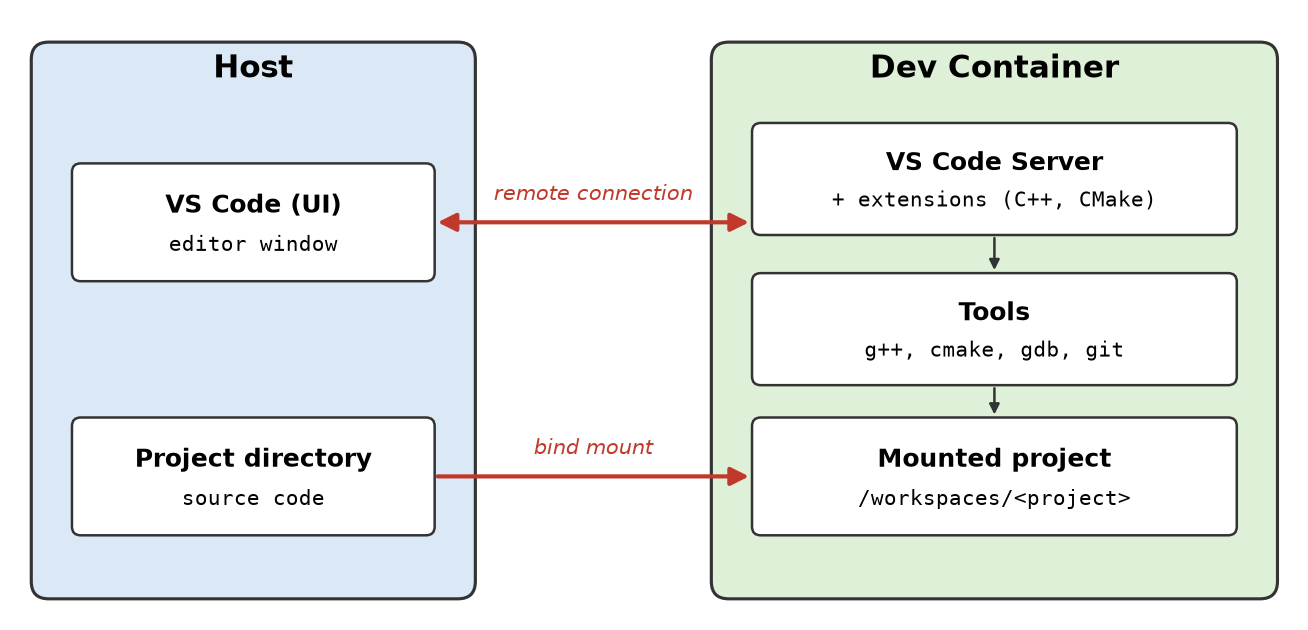 Host
VS Code (UI)
editor window
Project directory
source code
remote connection
bind mount
Dev Container
VS Code Server
+ extensions (C++, CMake)
Tools
g++, cmake, gdb, git
Mounted project
/workspaces/<project>